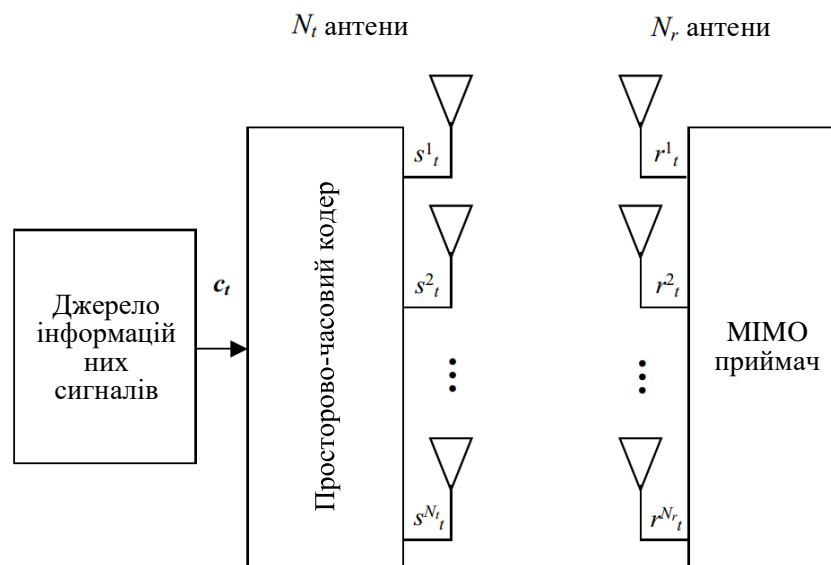 Nt антени
Nr антени
s1t
r1t
Просторово-часовий кодер
s2t
r2t
ct
Джерело
інформацій
них
сигналів
МІМО
приймач
sNtt
rNrt